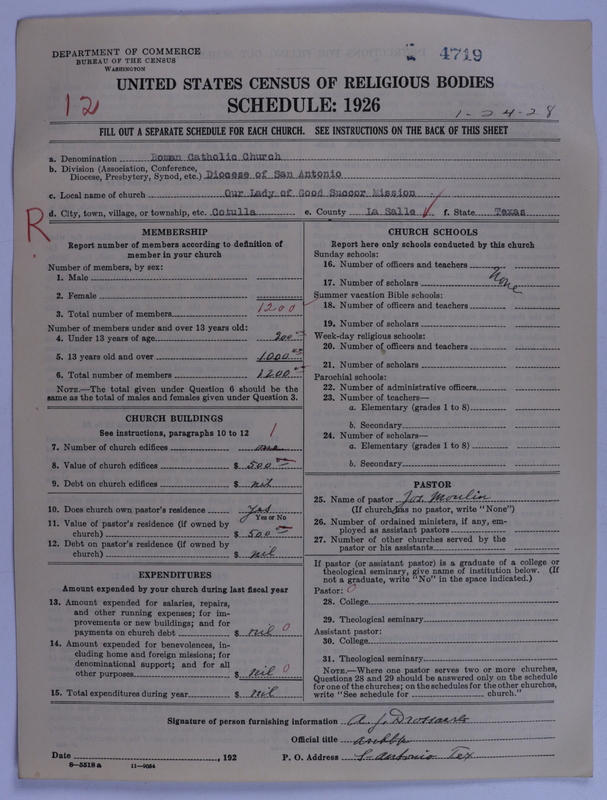 DEPARTMENT OF COMMERCE
BUREAU OF THE CENSUS
WASHINGTON
4719
UNITED STATES CENSUS OF RELIGIOUS BODIES
SCHEDULE: 1926
12
1-24-28
FILL OUT A SEPARATE SCHEDULE FOR EACH CHURCH. SEE INSTRUCTIONS ON THE BACK OF THIS SHEET
a. Denomination Roman Catholic Church
b. Division (Association, Conference,
Diocese, Presbytery, Synod, etc.) Diocese of San Antonio
c. Local name of church Our Lady of Good Succor Mission
d. City, town, village, or township, etc. Cotulla e. County La Salle f. State Texas
R
MEMBERSHIP
Report number of members according to definition of
member in your church
Number of members, by sex:
1. Male
2. Female
3. Total number of members 1200
Number of members under and over 13 years old:
4. Under 13 years of age 200
5. 13 years old and over 1000
6. Total number of members 1200
NOTE.—The total given under Question 6 should be the
same as the total of males and females given under Question 3.
CHURCH BUILDINGS
See instructions, paragraphs 10 to 12 1
7. Number of church edifices one
8. Value of church edifices $ 500
9. Debt on church edifices $ nil
10. Does church own pastor's residence yes
Yes or No
11. Value of pastor's residence (if owned by
church) $ 500
12. Debt on pastor's residence (if owned by
church) $ nil
EXPENDITURES
Amount expended by your church during last fiscal year
13. Amount expended for salaries, repairs,
and other running expenses; for im-
provements or new buildings; and for
payments on church debt $ nil 0
14. Amount expended for benevolences, in-
cluding home and foreign missions; for
denominational support; and for all
other purposes $ nil 0
15. Total expenditures during year $ nil
CHURCH SCHOOLS
Report here only schools conducted by this church
Sunday schools:
16. Number of officers and teachers
17. Number of scholars None
Summer vacation Bible schools:
18. Number of officers and teachers
19. Number of scholars
Week-day religious schools:
20. Number of officers and teachers
21. Number of scholars
Parochial schools:
22. Number of administrative officers
23. Number of teachers—
a. Elementary (grades 1 to 8)
b. Secondary
24. Number of scholars—
a. Elementary (grades 1 to 8)
b. Secondary
PASTOR
25. Name of pastor Jos. Moulin
(If church has no pastor, write "None")
26. Number of ordained ministers, if any, em-
ployed as assistant pastors
27. Number of other churches served by the
pastor or his assistants
If pastor (or assistant pastor) is a graduate of a college or
theological seminary, give name of institution below. (If
not a graduate, write "No" in the space indicated.)
Pastor: 0
28. College
29. Theological seminary
Assistant pastor:
30. College
31. Theological seminary
NOTE.—Where one pastor serves two or more churches,
Questions 28 and 29 should be answered only on the schedule
for one of the churches; on the schedules for the other churches,
write "See schedule for church."
Signature of person furnishing information A. J. Drossaerts
Official title
Date , 192 P. O. Address S. Antonio Tex
8—5518 a 11—9054